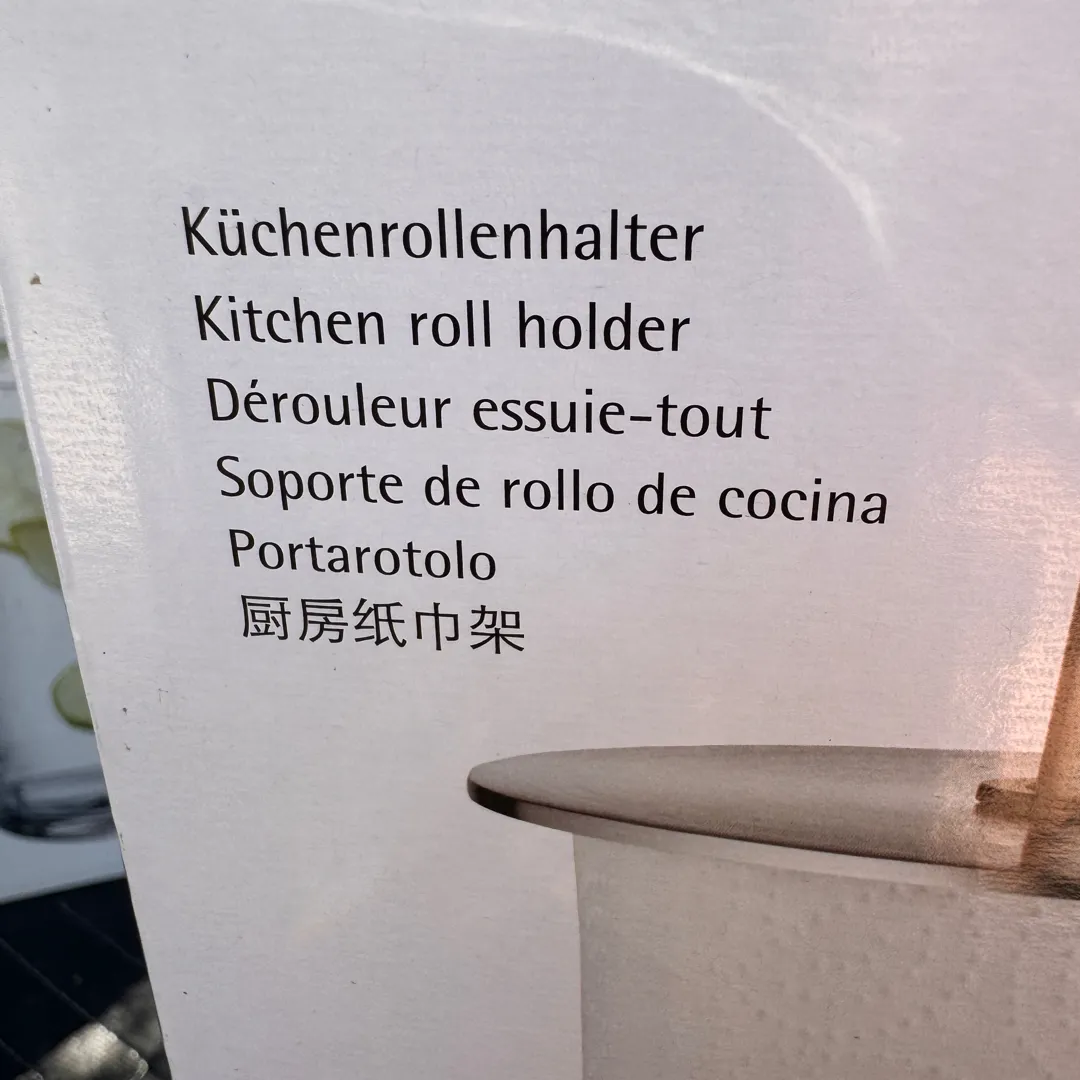 Küchenrollenhalter
Kitchen roll holder
Dérouleur essuie-tout
Soporte de rollo de cocina
Portarotolo
厨房纸巾架